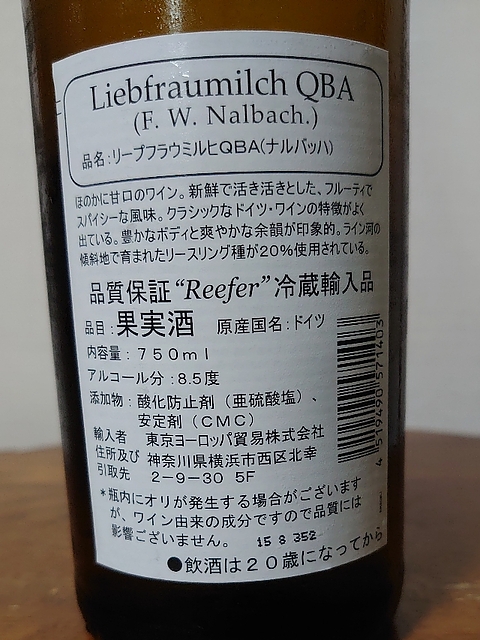 Liebfraumilch QBA
(F. W. Nalbach.)
品名:リープフラウミルヒQBA(ナルバッハ)
ほのかに甘口のワイン。新鮮で活き活きとした、フルーティで
スパイシーな風味。クラシックなドイツ・ワインの特徴がよく
出ている。豊かなボディと爽やかな余韻が印象的。ライン河の
傾斜地で育まれたリースリング種が20%使用されている。
品質保証“Reefer”冷蔵輸入品
品目:果実酒 原産国名:ドイツ
内容量:750ml
アルコール分:8.5度
添加物:酸化防止剤(亜硫酸塩)、
安定剤(CMC)
輸入者 東京ヨーロッパ貿易株式会社
住所及び 神奈川県横浜市西区北幸
引取先 2-9-30 5F
*瓶内にオリが発生する場合がございます
が、ワイン由来の成分ですので品質には
影響ございません。 15 8 352
●飲酒は20歳になってから
4 519490 571403